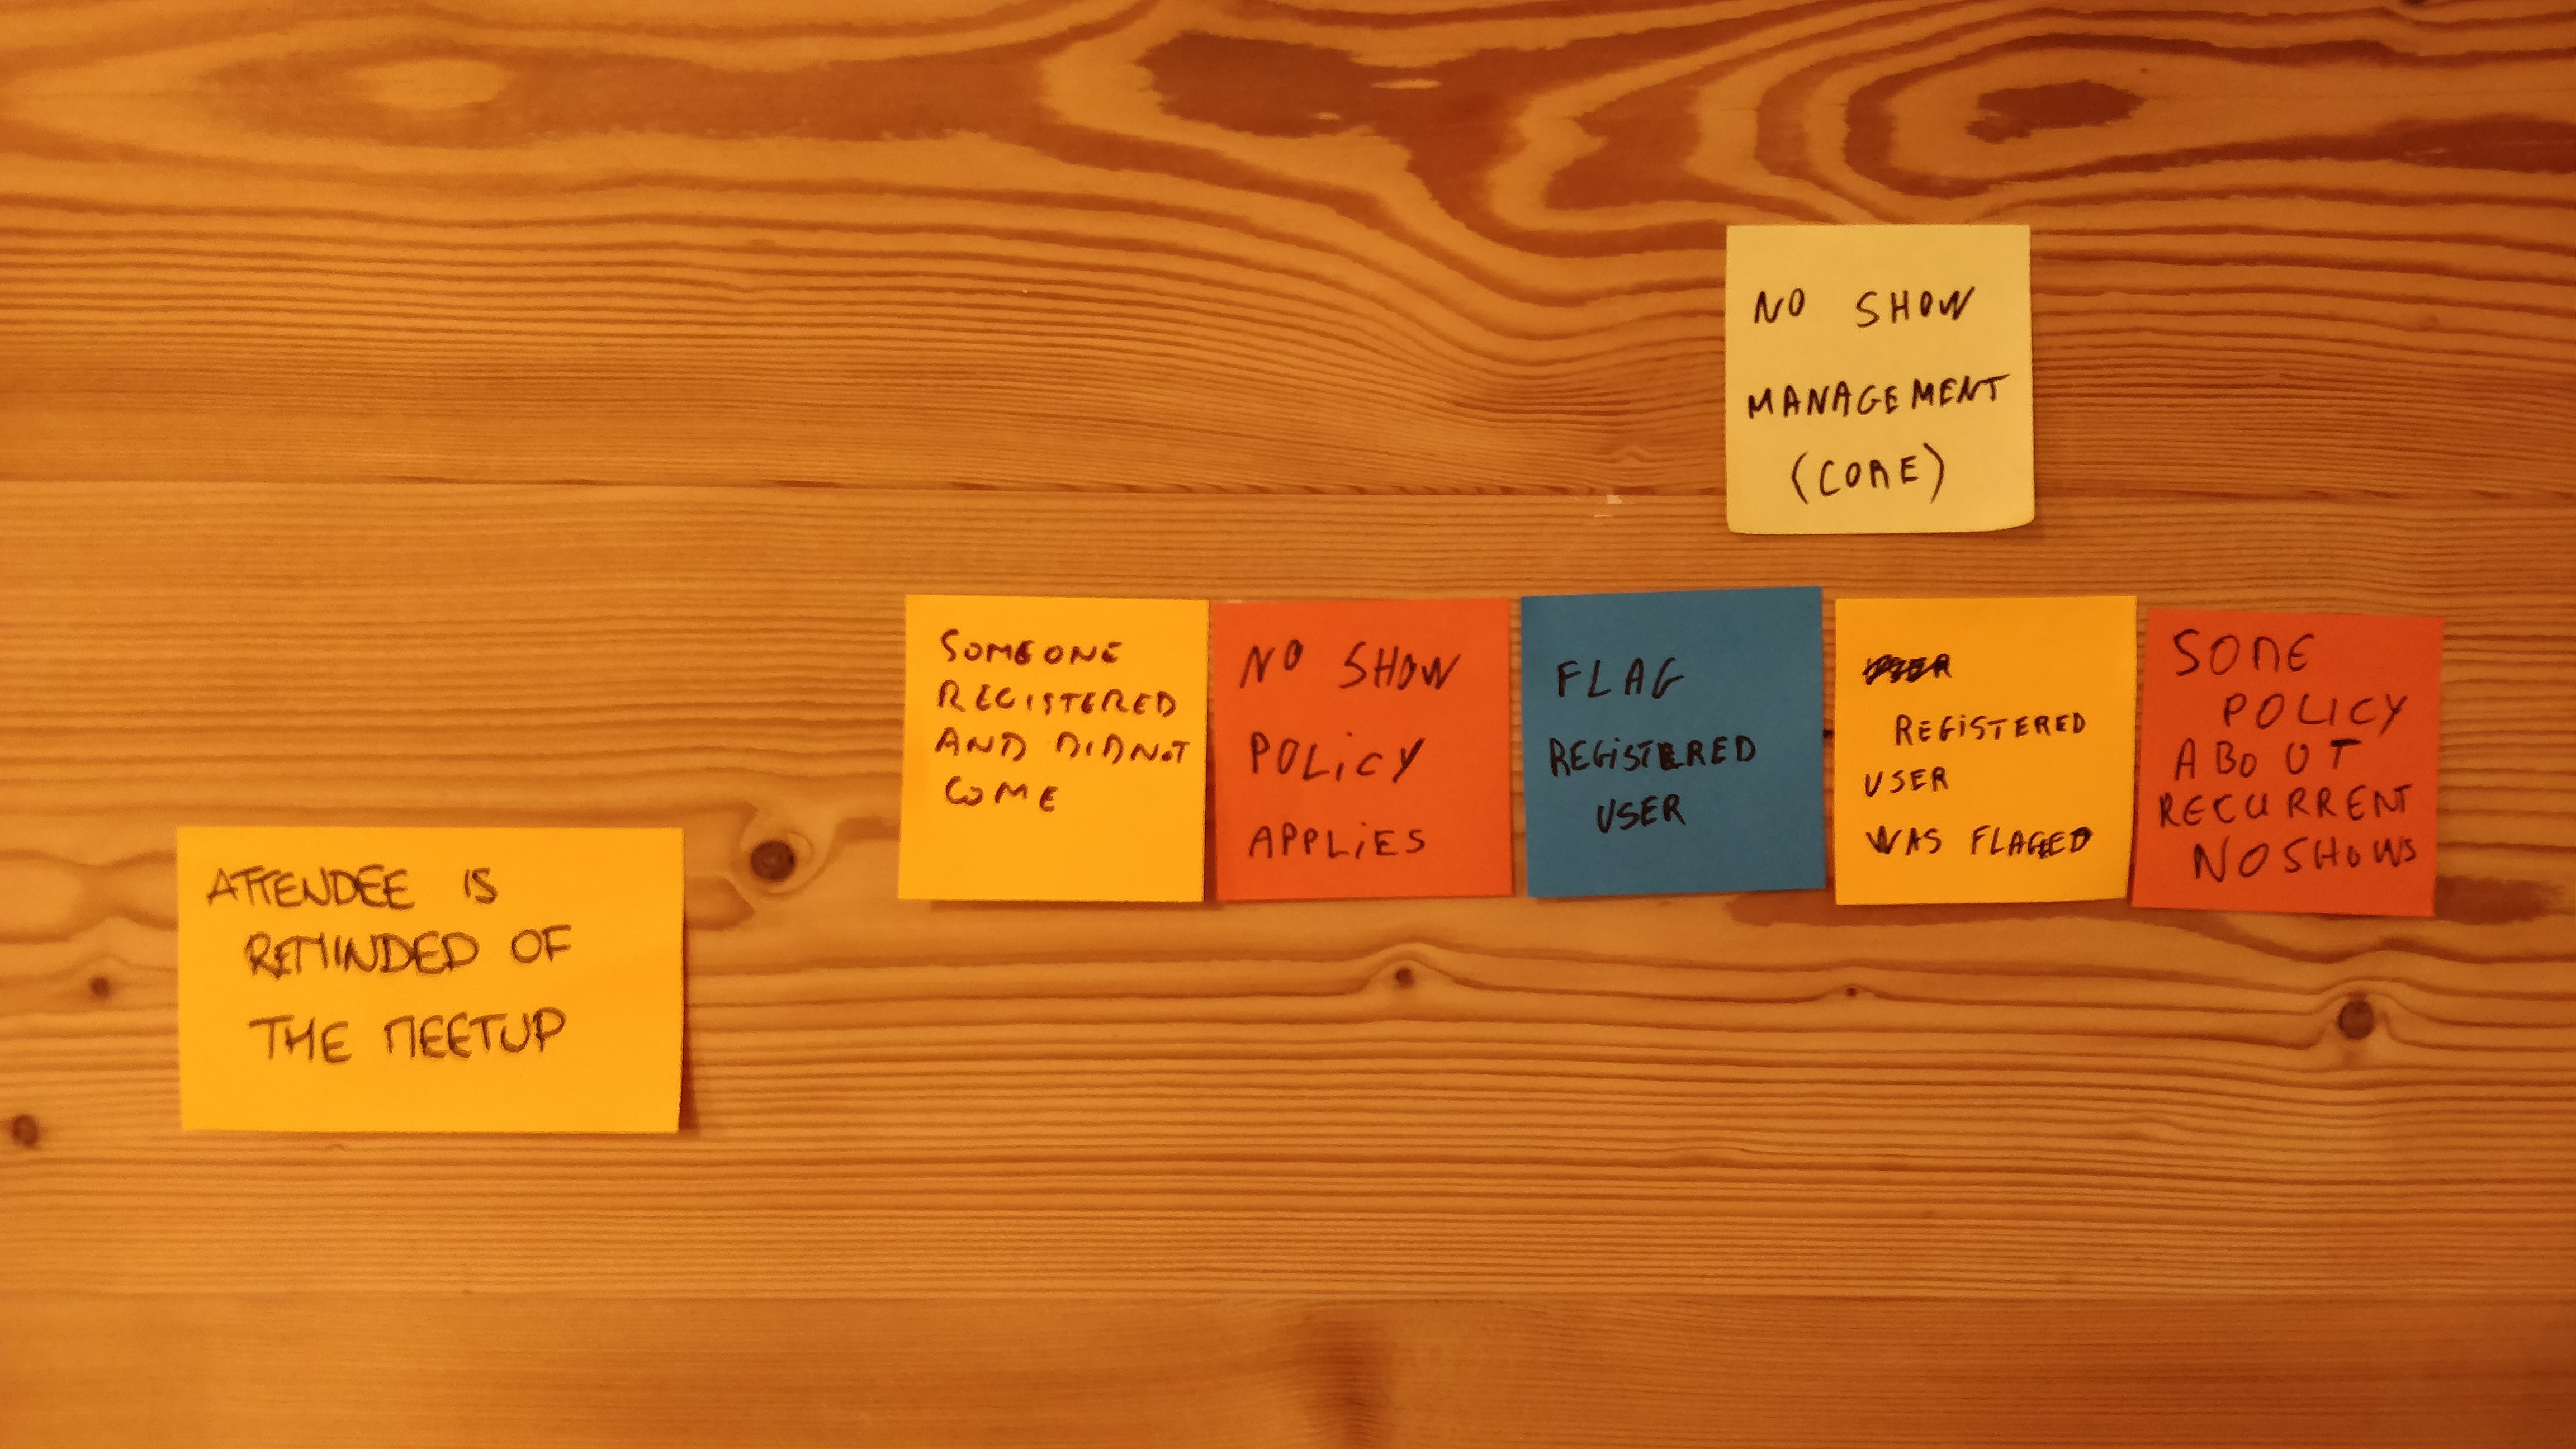 NO SHOW
MANAGEMENT
(CORE)
SOMEONE
REGISTERED
AND DIDNOT
COME
NO SHOW
POLICY
APPLIES
FLAG
REGISTERED
USER
REGISTERED
USER
WAS FLAGED
SOME
POLICY
ABOUT
RECURRENT
NOSHOWS
ATTENDEE IS
REMINDED OF
THE MEETUP